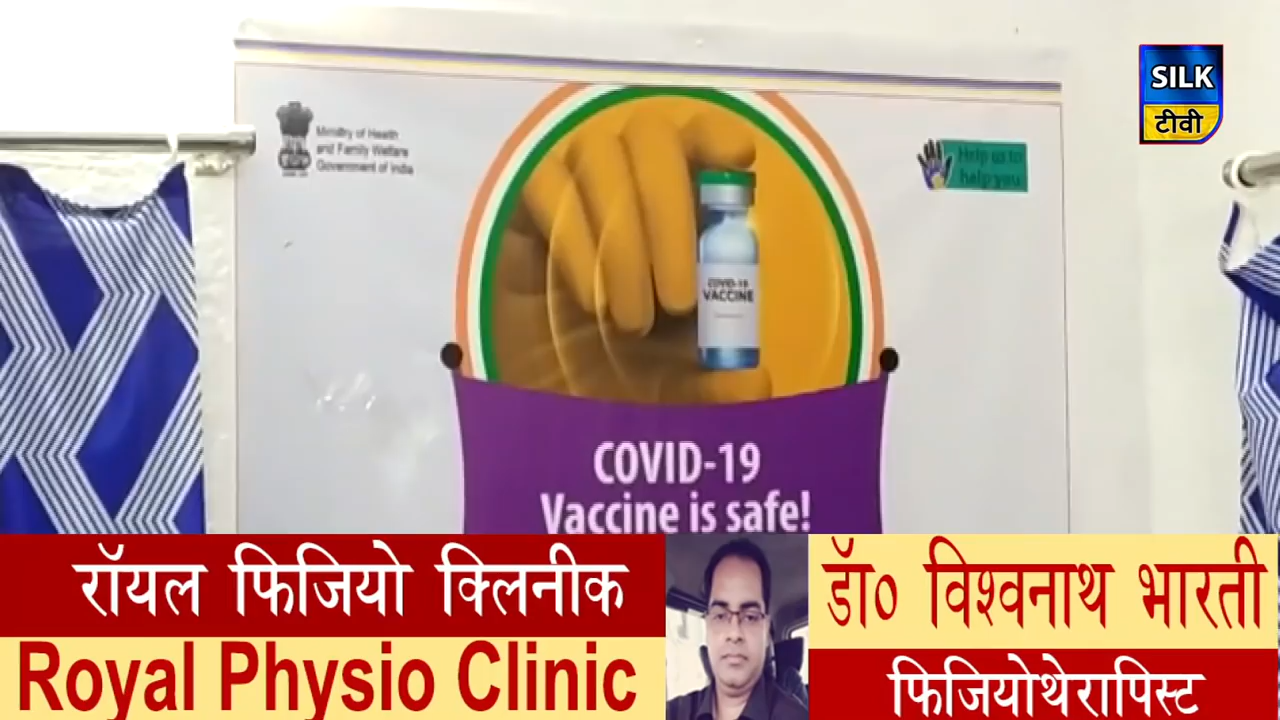 SILK
टीवी
Ministry of Health
and Family Welfare
Government of India
Help us to
help you
COVID-19
VACCINE
COVID-19
Vaccine is safe!
रॉयल फिजियो क्लिनीक
Royal Physio Clinic
डॉ० विश्वनाथ भारती
फिजियोथेरापिस्ट